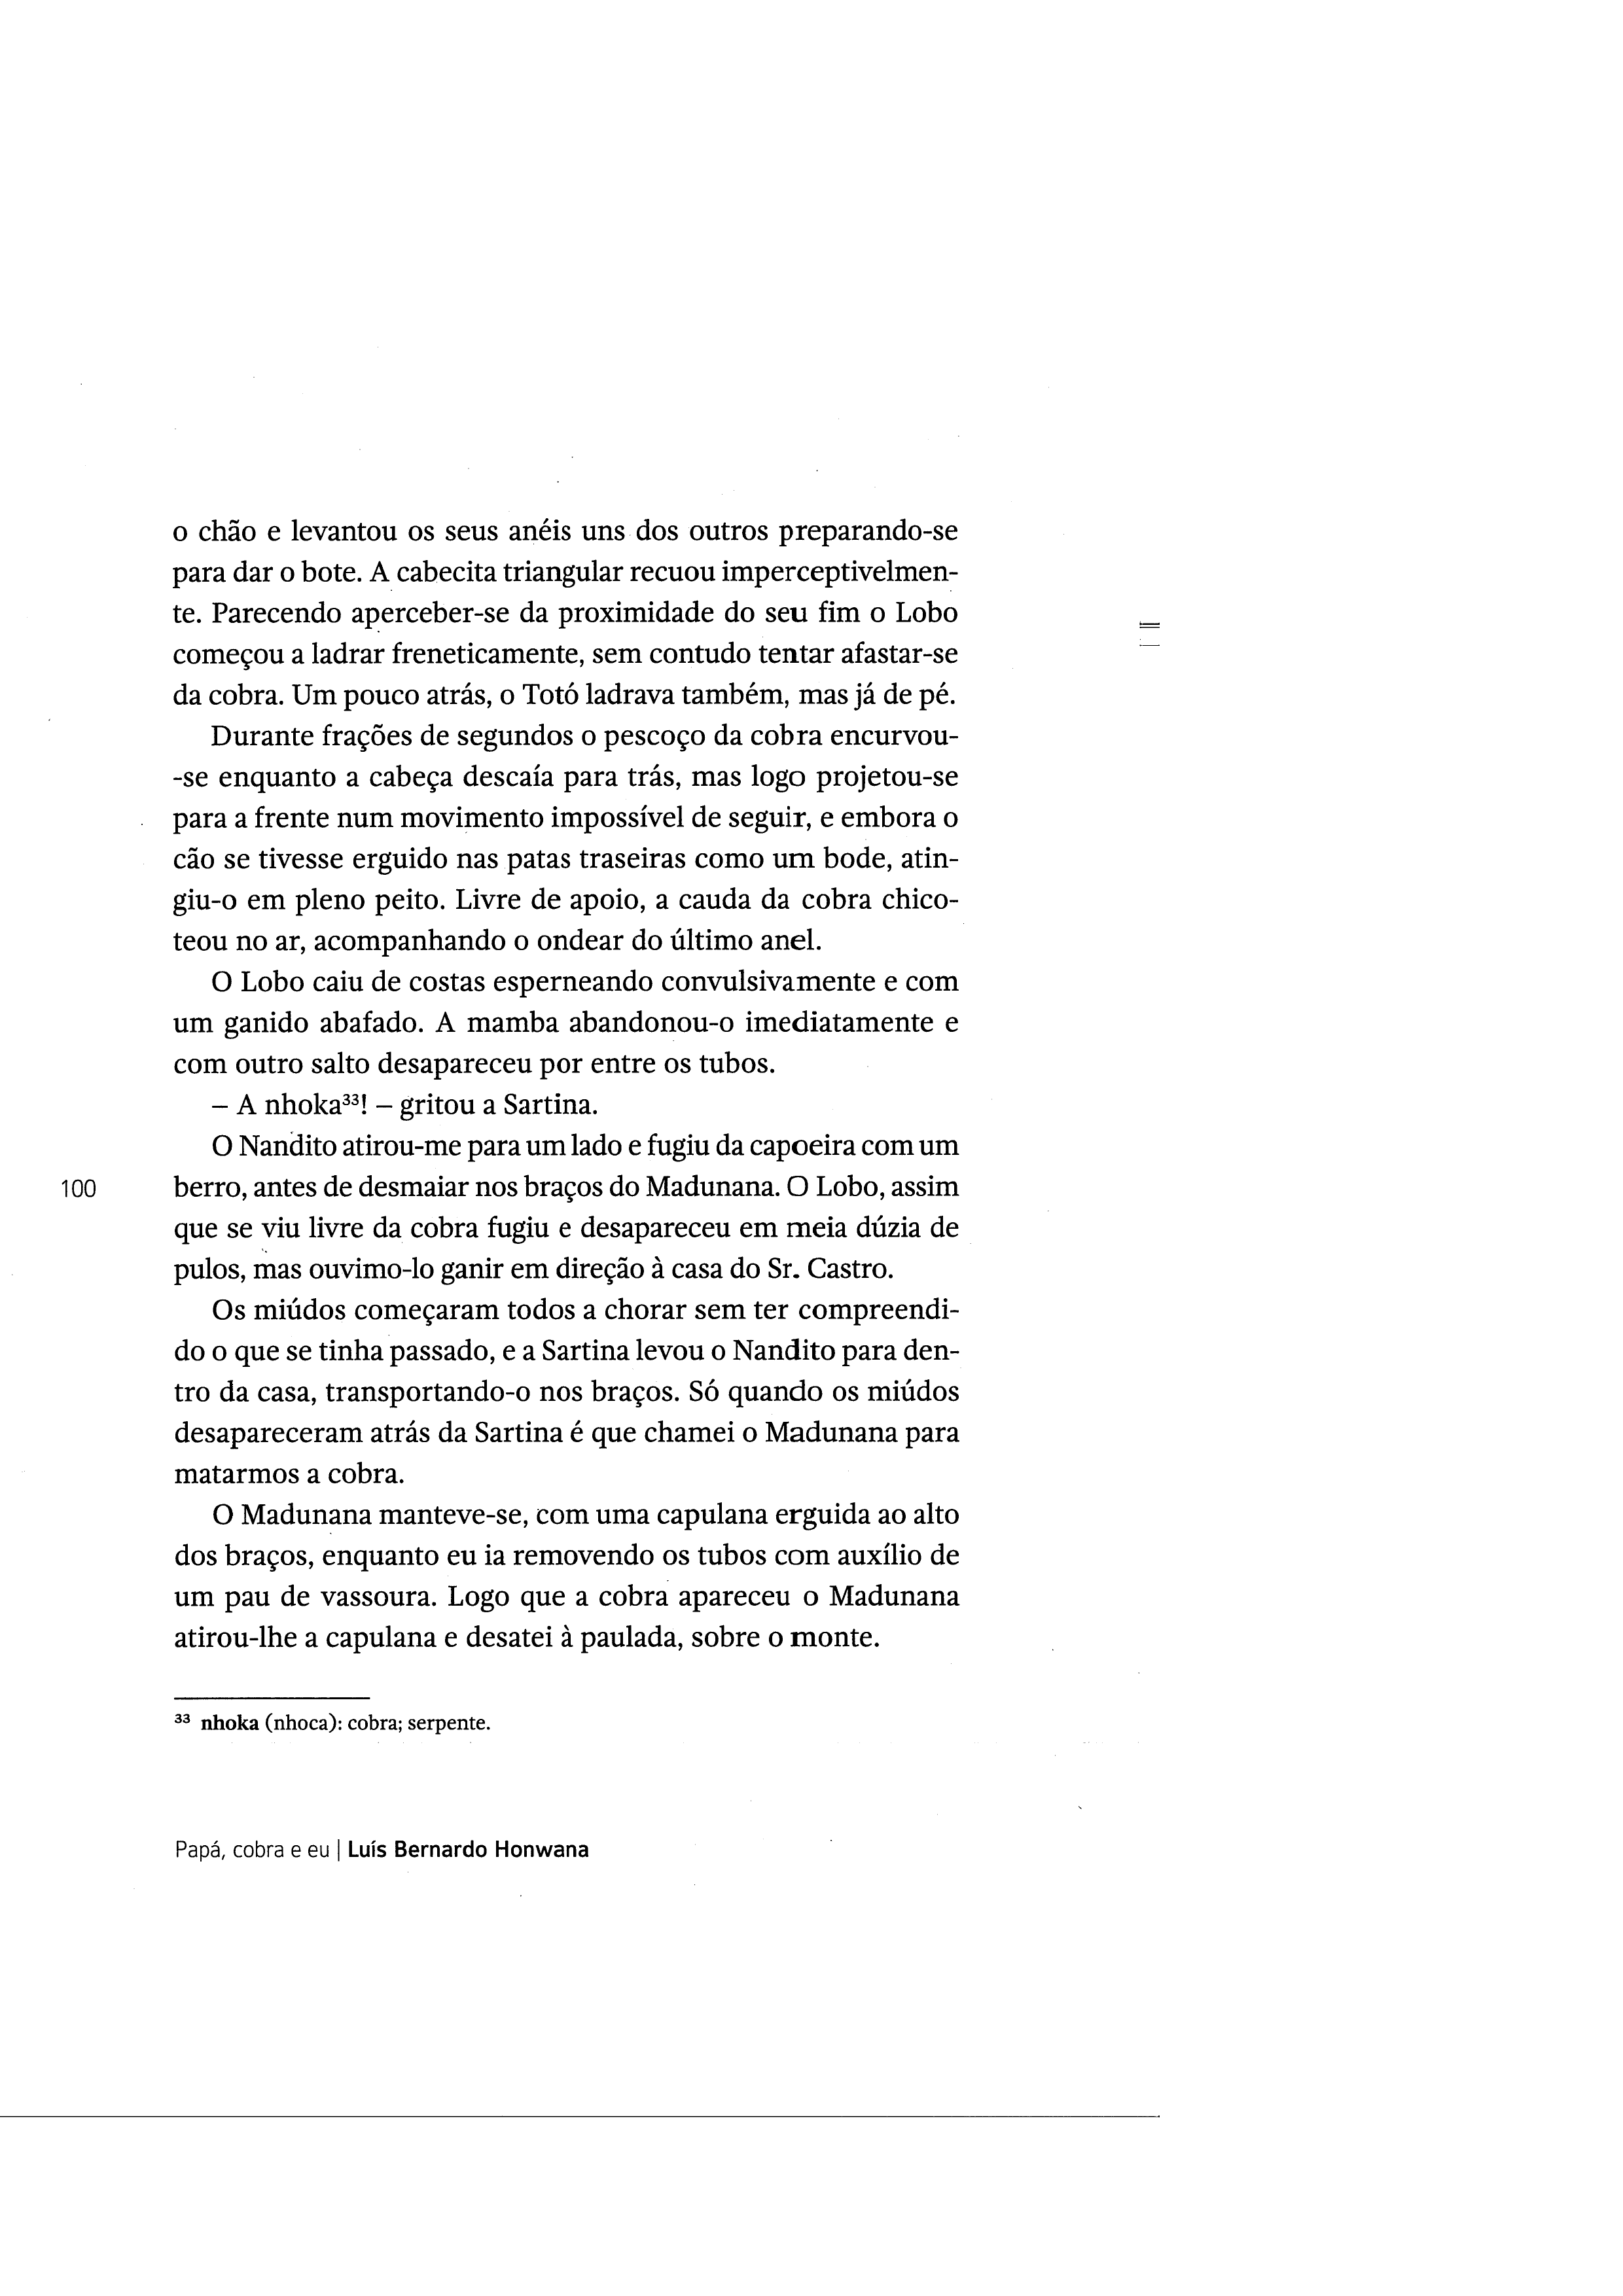 o chão e levantou os seus anéis uns dos outros preparando-se
para dar o bote. A cabecita triangular recuou imperceptivelmen-
te. Parecendo aperceber-se da proximidade do seu fim o Lobo
começou a ladrar freneticamente, sem contudo tentar afastar-se
da cobra. Um pouco atrás, o Totó ladrava também, mas já de pé.
Durante frações de segundos o pescoço da cobra encurvou-
-se enquanto a cabeça descaía para trás, mas logo projetou-se
para a frente num movimento impossível de seguir, e embora o
cão se tivesse erguido nas patas traseiras como um bode, atin-
giu-o em pleno peito. Livre de apoio, a cauda da cobra chico-
teou no ar, acompanhando o ondear do último anel.
O Lobo caiu de costas esperneando convulsivamente e com
um ganido abafado. A mamba abandonou-o imediatamente e
com outro salto desapareceu por entre os tubos.
– A nhoka³³! – gritou a Sartina.
O Nandito atirou-me para um lado e fugiu da capoeira com um
100
berro, antes de desmaiar nos braços do Madunana. O Lobo, assim
que se viu livre da cobra fugiu e desapareceu em meia dúzia de
pulos, mas ouvimo-lo ganir em direção à casa do Sr. Castro.
Os miúdos começaram todos a chorar sem ter compreendi-
do o que se tinha passado, e a Sartina levou o Nandito para den-
tro da casa, transportando-o nos braços. Só quando os miúdos
desapareceram atrás da Sartina é que chamei o Madunana para
matarmos a cobra.
O Madunana manteve-se, com uma capulana erguida ao alto
dos braços, enquanto eu ia removendo os tubos com auxílio de
um pau de vassoura. Logo que a cobra apareceu o Madunana
atirou-lhe a capulana e desatei à paulada, sobre o monte.
³³ nhoka (nhoca): cobra; serpente.
Papá, cobra e eu | Luís Bernardo Honwana